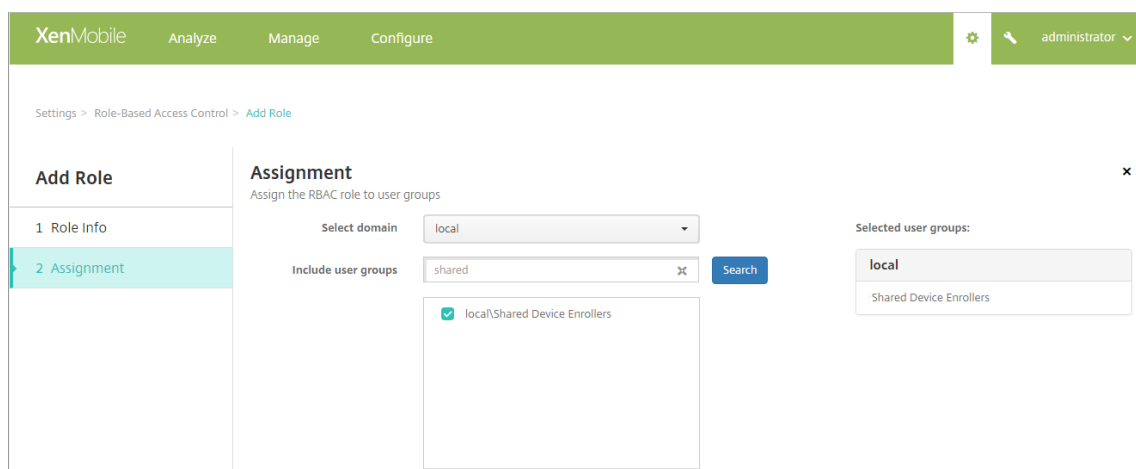 XenMobile Analyze Manage Configure administrator
Settings > Role-Based Access Control > Add Role
Add Role
1 Role Info
2 Assignment
Assignment
Assign the RBAC role to user groups
Select domain local
Include user groups shared Search
local\Shared Device Enrollers
Selected user groups:
local
Shared Device Enrollers